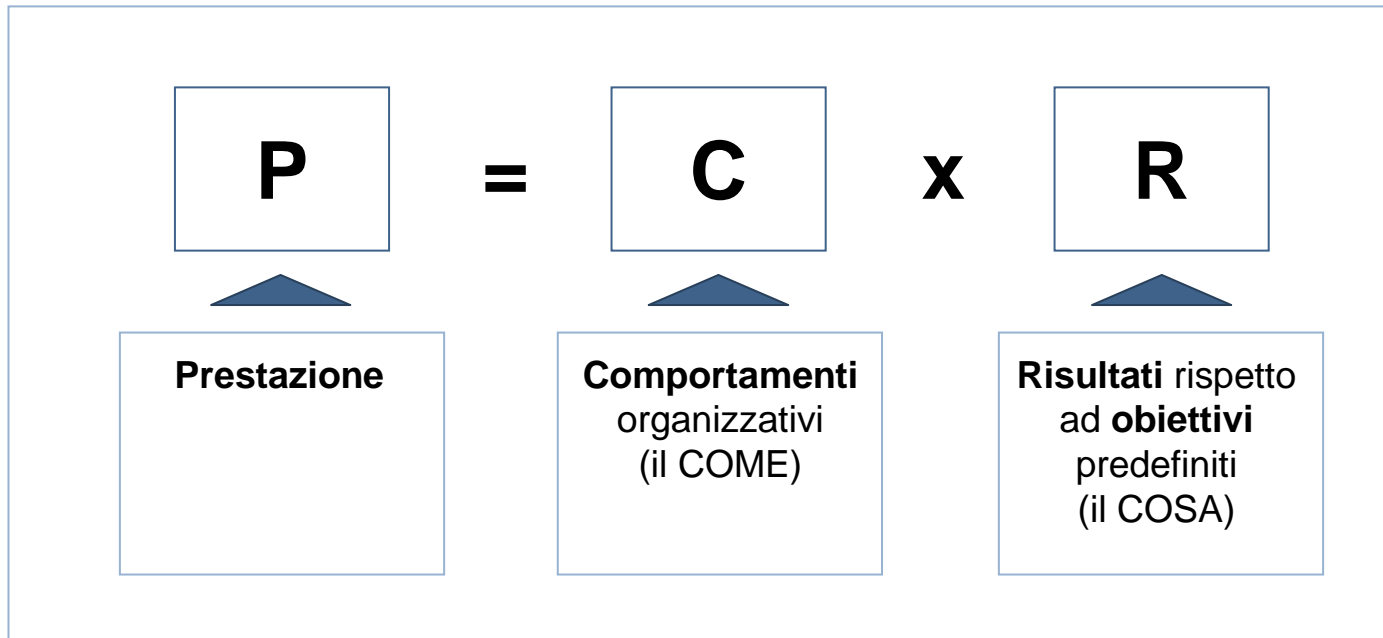 P = C x R
Prestazione
Comportamenti
organizzativi
(il COME)
Risultati rispetto
ad obiettivi
predefiniti
(il COSA)